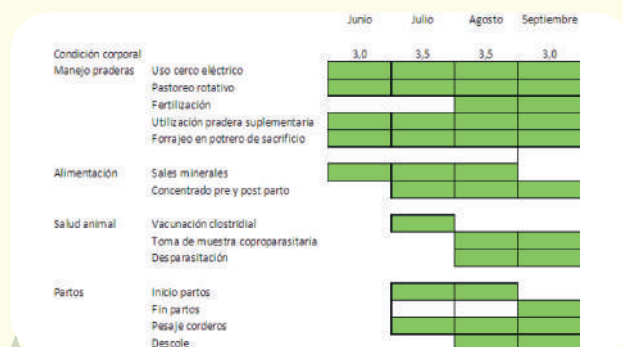 Junio Julio Agosto Septiembre
Condición corporal 3,0 3,5 3,5 3,0
Manejo praderas Uso cerco eléctrico
Pastoreo rotativo
Fertilización
Utilización pradera suplementaria
Forrajeo en potrero de sacrificio
Alimentación Sales minerales
Concentrado pre y post parto
Salud animal Vacunación clostridial
Toma de muestra coproparasitaria
Desparasitación
Partos Inicio partos
Fin partos
Pesaje corderos
Descole